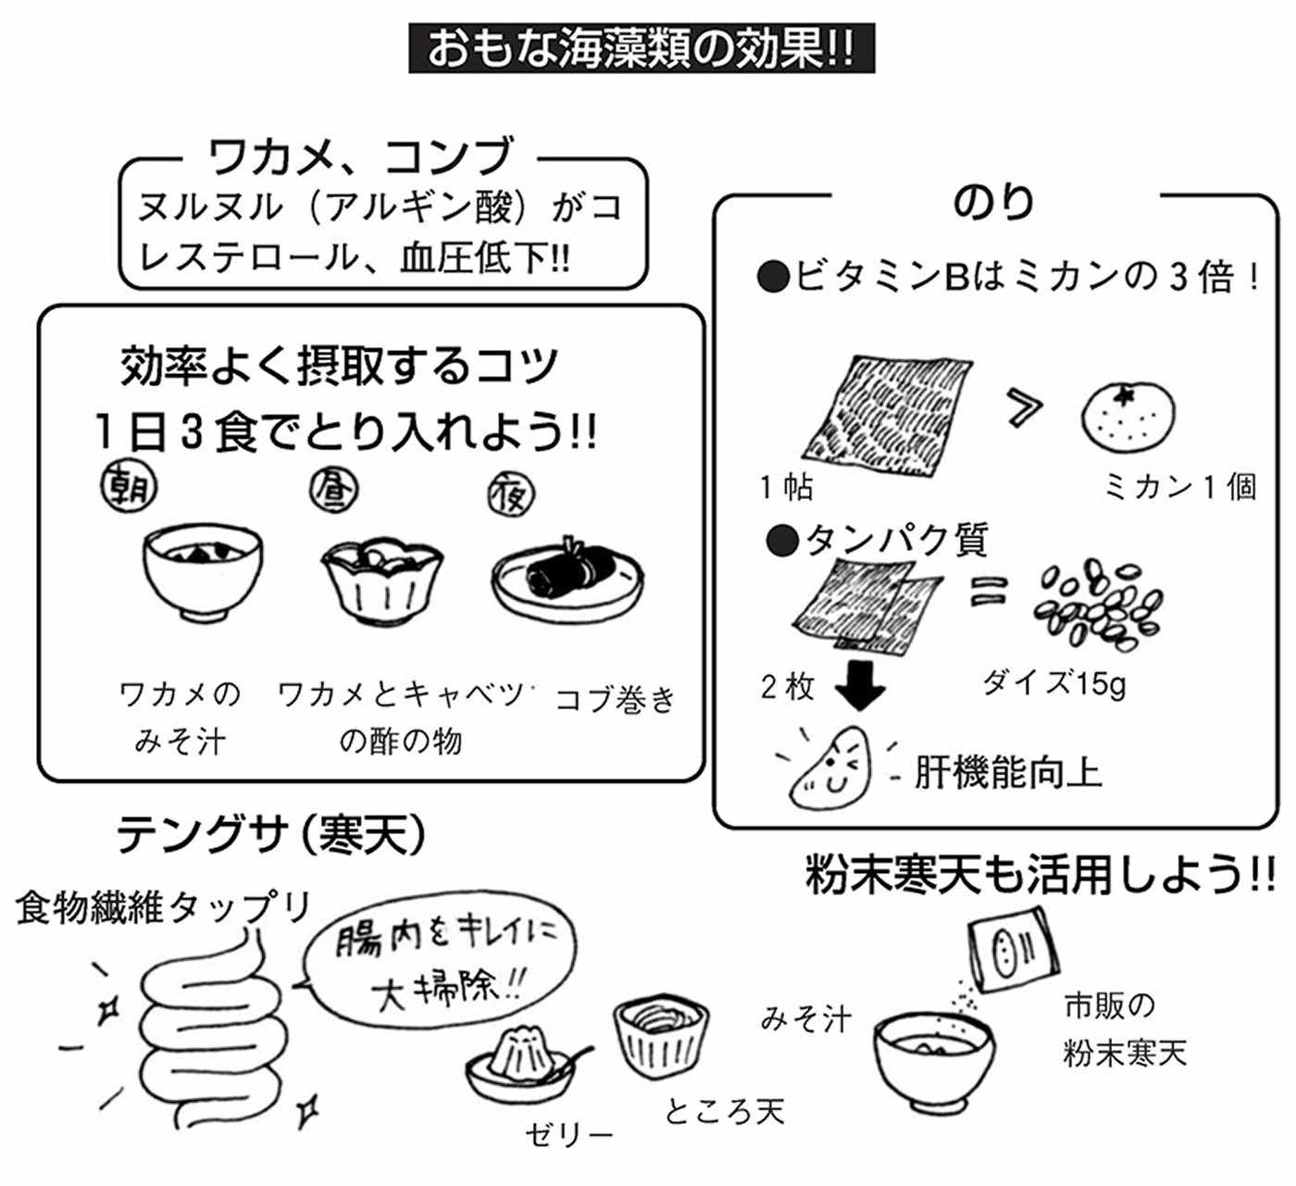 おもな海藻類の効果!!
ワカメ、コンブ
ヌルヌル（アルギン酸）がコ
レステロール、血圧低下!!
効率よく摂取するコツ
1日3食でとり入れよう!!
朝
昼
夜
ワカメの
みそ汁
ワカメとキャベツ
の酢の物
コブ巻き
のり
●ビタミンBはミカンの3倍！
>
1帖
ミカン1個
●タンパク質
=
2枚
ダイズ15g
肝機能向上
テングサ（寒天）
食物繊維タップリ
腸内をキレイに
大掃除!!
ゼリー
ところ天
粉末寒天も活用しよう!!
みそ汁
市販の
粉末寒天